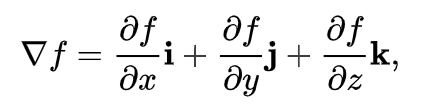 ∇f = ∂f/∂x i + ∂f/∂y j + ∂f/∂z k,